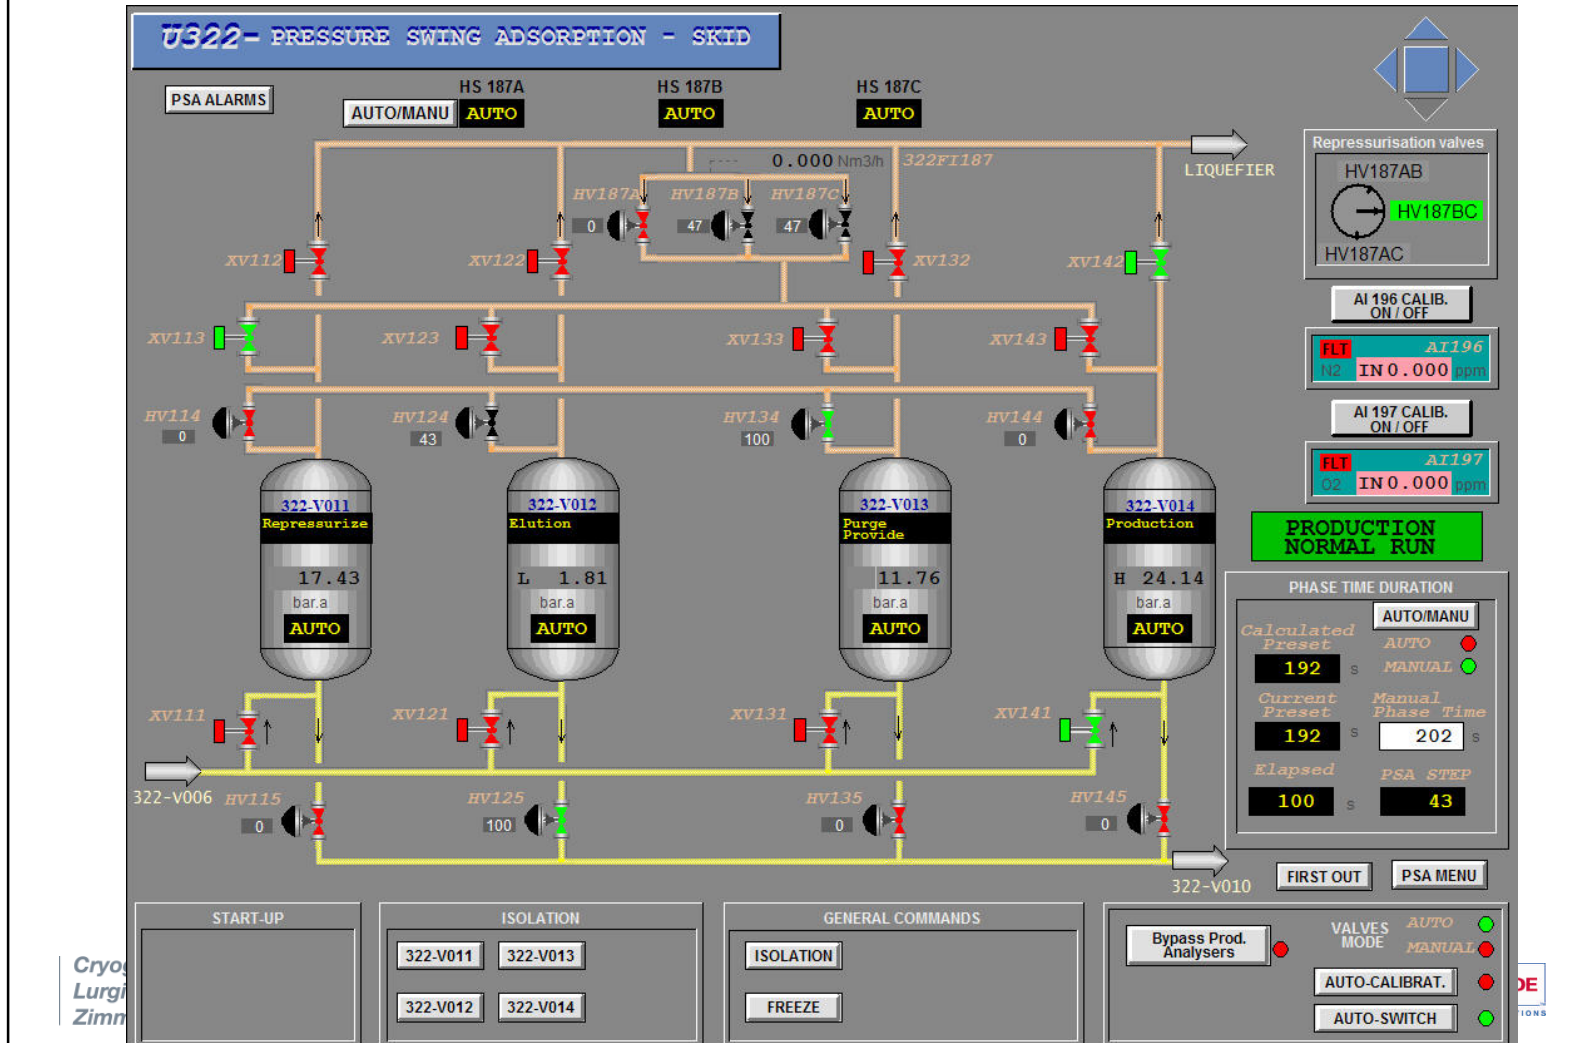 U322- PRESSURE SWING ADSORPTION - SKID
PSA ALARMS
AUTO/MANU
HS 187A
AUTO
HS 187B
AUTO
HS 187C
AUTO
0.000 Nm3/h
322FI187
LIQUEFIER
HV187A
0
HV187B
47
HV187C
47
XV112
XV122
XV132
XV142
XV113
XV123
XV133
XV143
HV114
0
HV124
43
HV134
100
HV144
0
322-V011
Repressurize
17.43
bar.a
AUTO
322-V012
Elution
L 1.81
bar.a
AUTO
322-V013
Purge
Provide
11.76
bar.a
AUTO
322-V014
Production
H 24.14
bar.a
AUTO
XV111
XV121
XV131
XV141
322-V006
HV115
0
HV125
100
HV135
0
HV145
0
322-V010
Repressurisation valves
HV187AB
HV187BC
HV187AC
AI 196 CALIB.
ON / OFF
FLT
AI196
N2
IN 0.000 ppm
AI 197 CALIB.
ON / OFF
FLT
AI197
O2
IN 0.000 ppm
PRODUCTION
NORMAL RUN
PHASE TIME DURATION
AUTO/MANU
Calculated
Preset
192 s
AUTO
MANUAL
Current
Preset
192 s
Manual
Phase Time
202 s
Elapsed
100 s
PSA STEP
43
FIRST OUT
PSA MENU
START-UP
ISOLATION
322-V011
322-V013
322-V012
322-V014
GENERAL COMMANDS
ISOLATION
FREEZE
Bypass Prod.
Analysers
VALVES
MODE
AUTO
MANUAL
AUTO-CALIBRAT.
AUTO-SWITCH
Cryog
Lurgi
Zimm
DE
IONS